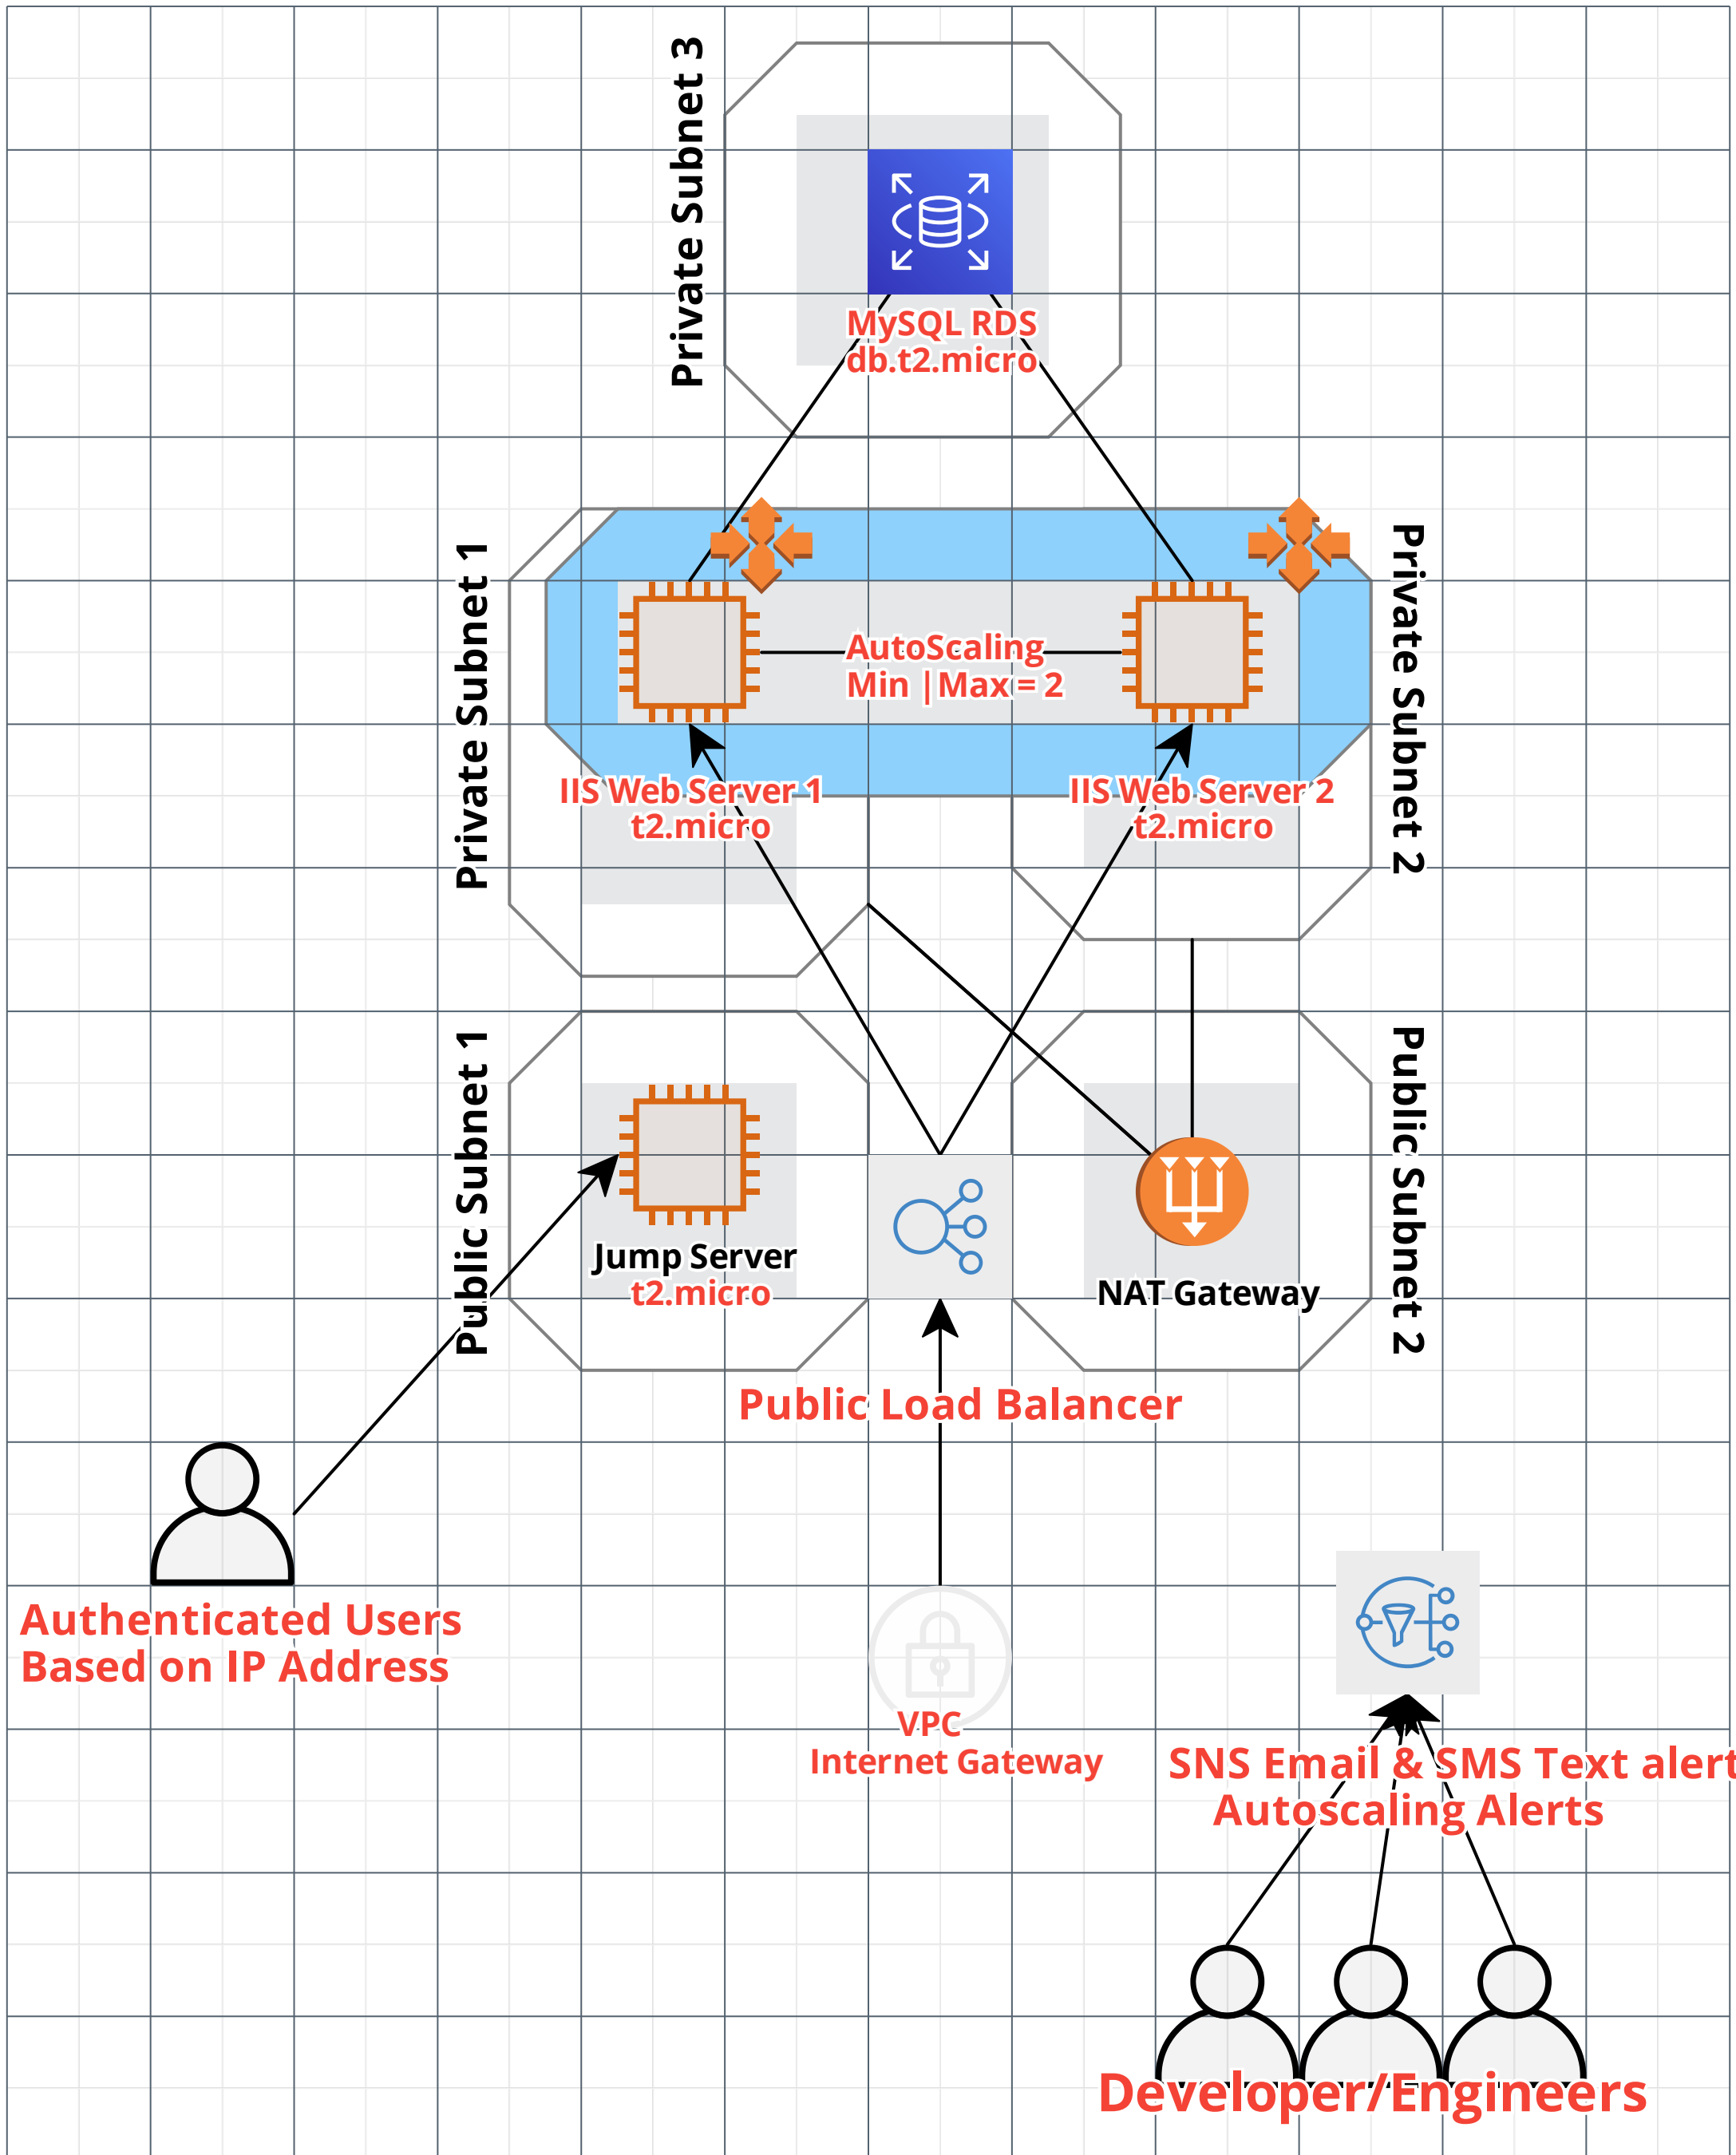 Private Subnet 3
MySQL RDS
db.t2.micro
Private Subnet 1
AutoScaling
Min |Max = 2
Private Subnet 2
IIS Web Server 1
t2.micro
IIS Web Server 2
t2.micro
Public Subnet 1
Jump Server
t2.micro
NAT Gateway
Public Subnet 2
Public Load Balancer
Authenticated Users
Based on IP Address
VPC
Internet Gateway
SNS Email & SMS Text alert
Autoscaling Alerts
Developer/Engineers